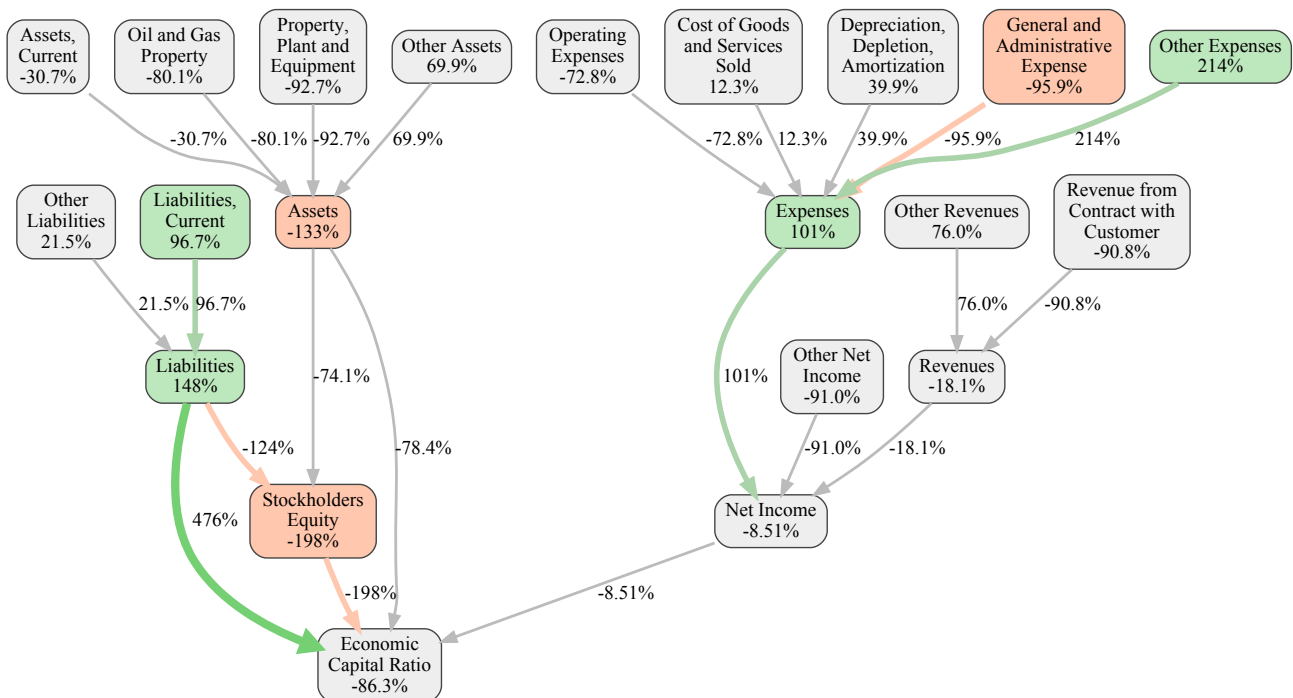 Assets,
Current
-30.7%
Oil and Gas
Property
-80.1%
Property,
Plant and
Equipment
-92.7%
Other Assets
69.9%
Operating
Expenses
-72.8%
Cost of Goods
and Services
Sold
12.3%
Depreciation,
Depletion,
Amortization
39.9%
General and
Administrative
Expense
-95.9%
Other Expenses
214%
-30.7%
-80.1%
-92.7%
69.9%
-72.8%
12.3%
39.9%
-95.9%
214%
Other
Liabilities
21.5%
Liabilities,
Current
96.7%
Assets
-133%
Expenses
101%
Other Revenues
76.0%
Revenue from
Contract with
Customer
-90.8%
21.5%
96.7%
76.0%
-90.8%
Liabilities
148%
-74.1%
101%
Other Net
Income
-91.0%
Revenues
-18.1%
-124%
-78.4%
-91.0%
-18.1%
476%
Stockholders
Equity
-198%
Net Income
-8.51%
-198%
-8.51%
Economic
Capital Ratio
-86.3%